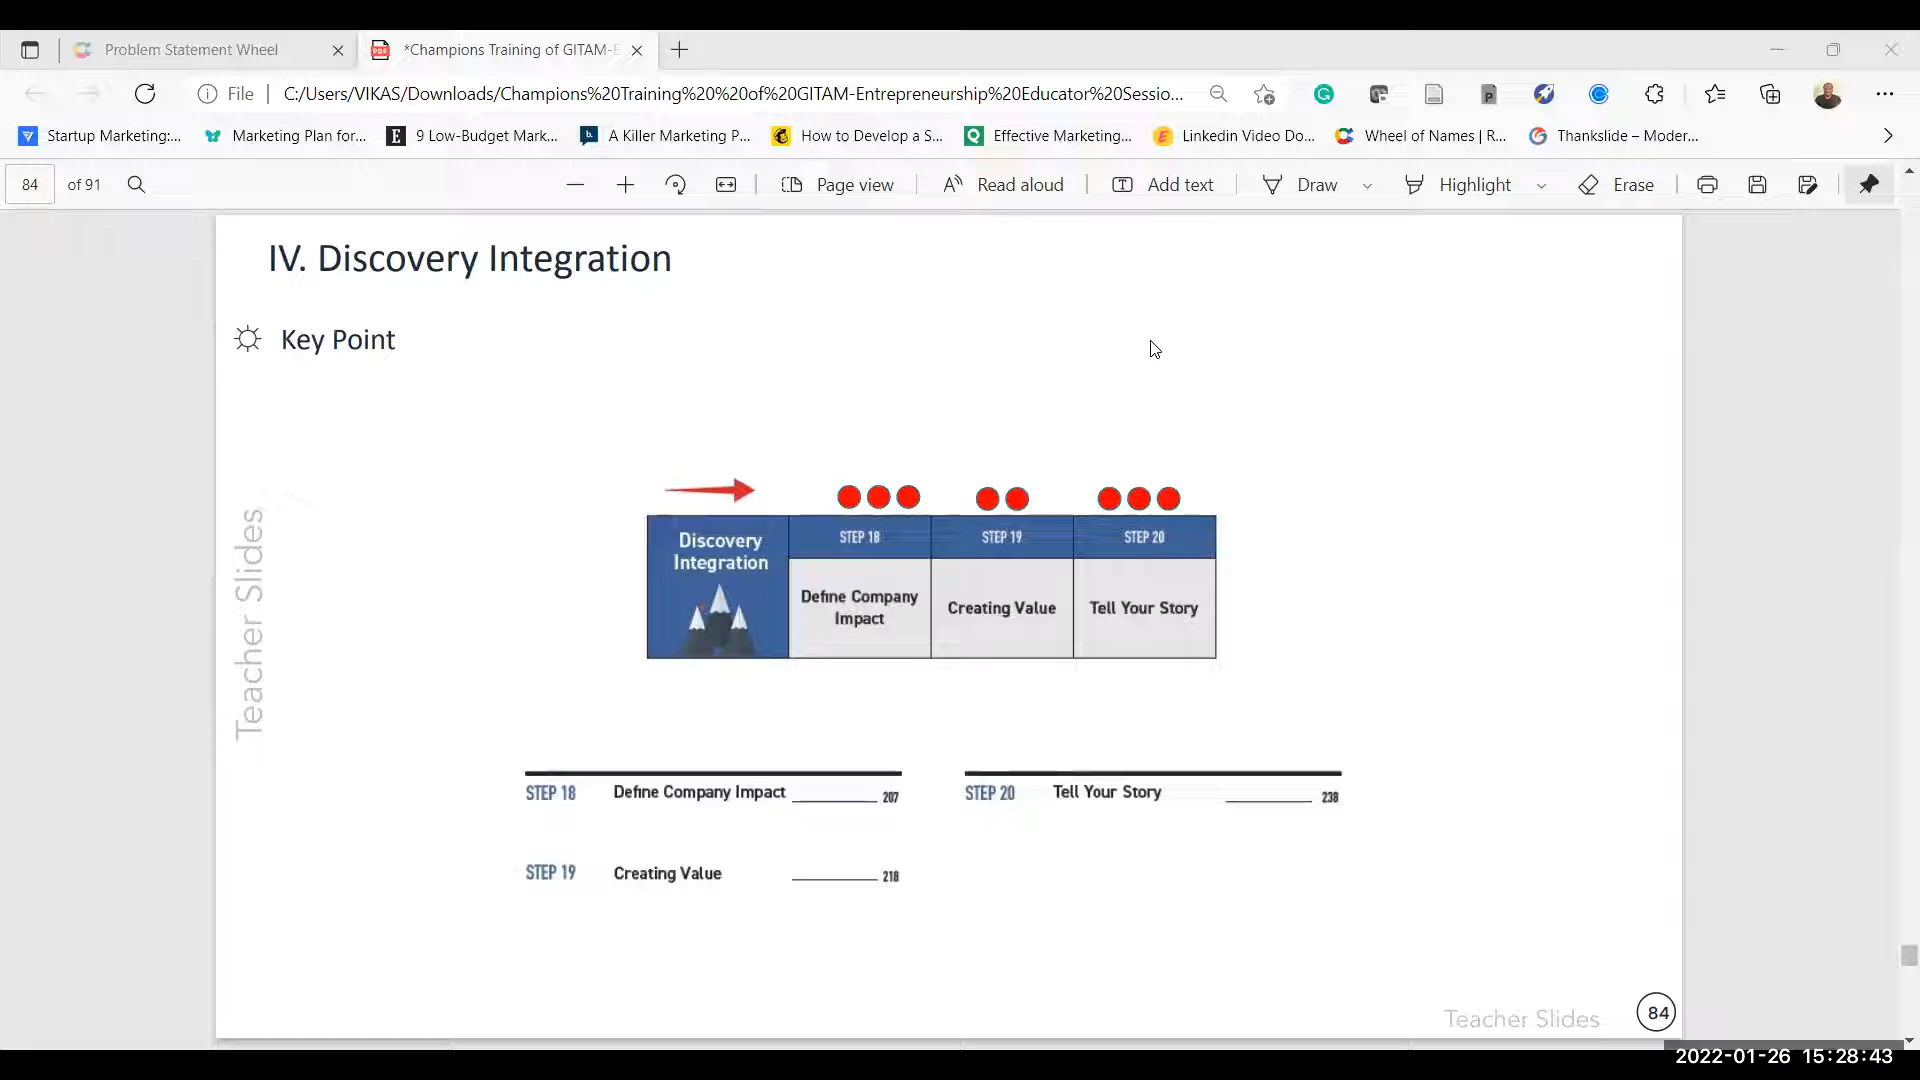 Problem Statement Wheel
*Champions Training of GITAM-E
File
C:/Users/VIKAS/Downloads/Champions%20Training%20%20of%20GITAM-Entrepreneurship%20Educator%20Sessio...
Startup Marketing:...
Marketing Plan for...
9 Low-Budget Mark...
A Killer Marketing P...
How to Develop a S...
Effective Marketing...
Linkedin Video Do...
Wheel of Names | R...
Thankslide – Moder...
84 of 91
Page view
Read aloud
Add text
Draw
Highlight
Erase
IV. Discovery Integration
Key Point
Teacher Slides
Discovery
Integration
STEP 18
Define Company
Impact
STEP 19
Creating Value
STEP 20
Tell Your Story
STEP 18 Define Company Impact 207
STEP 19 Creating Value 218
STEP 20 Tell Your Story 238
Teacher Slides
84
2022-01-26 15:28:43